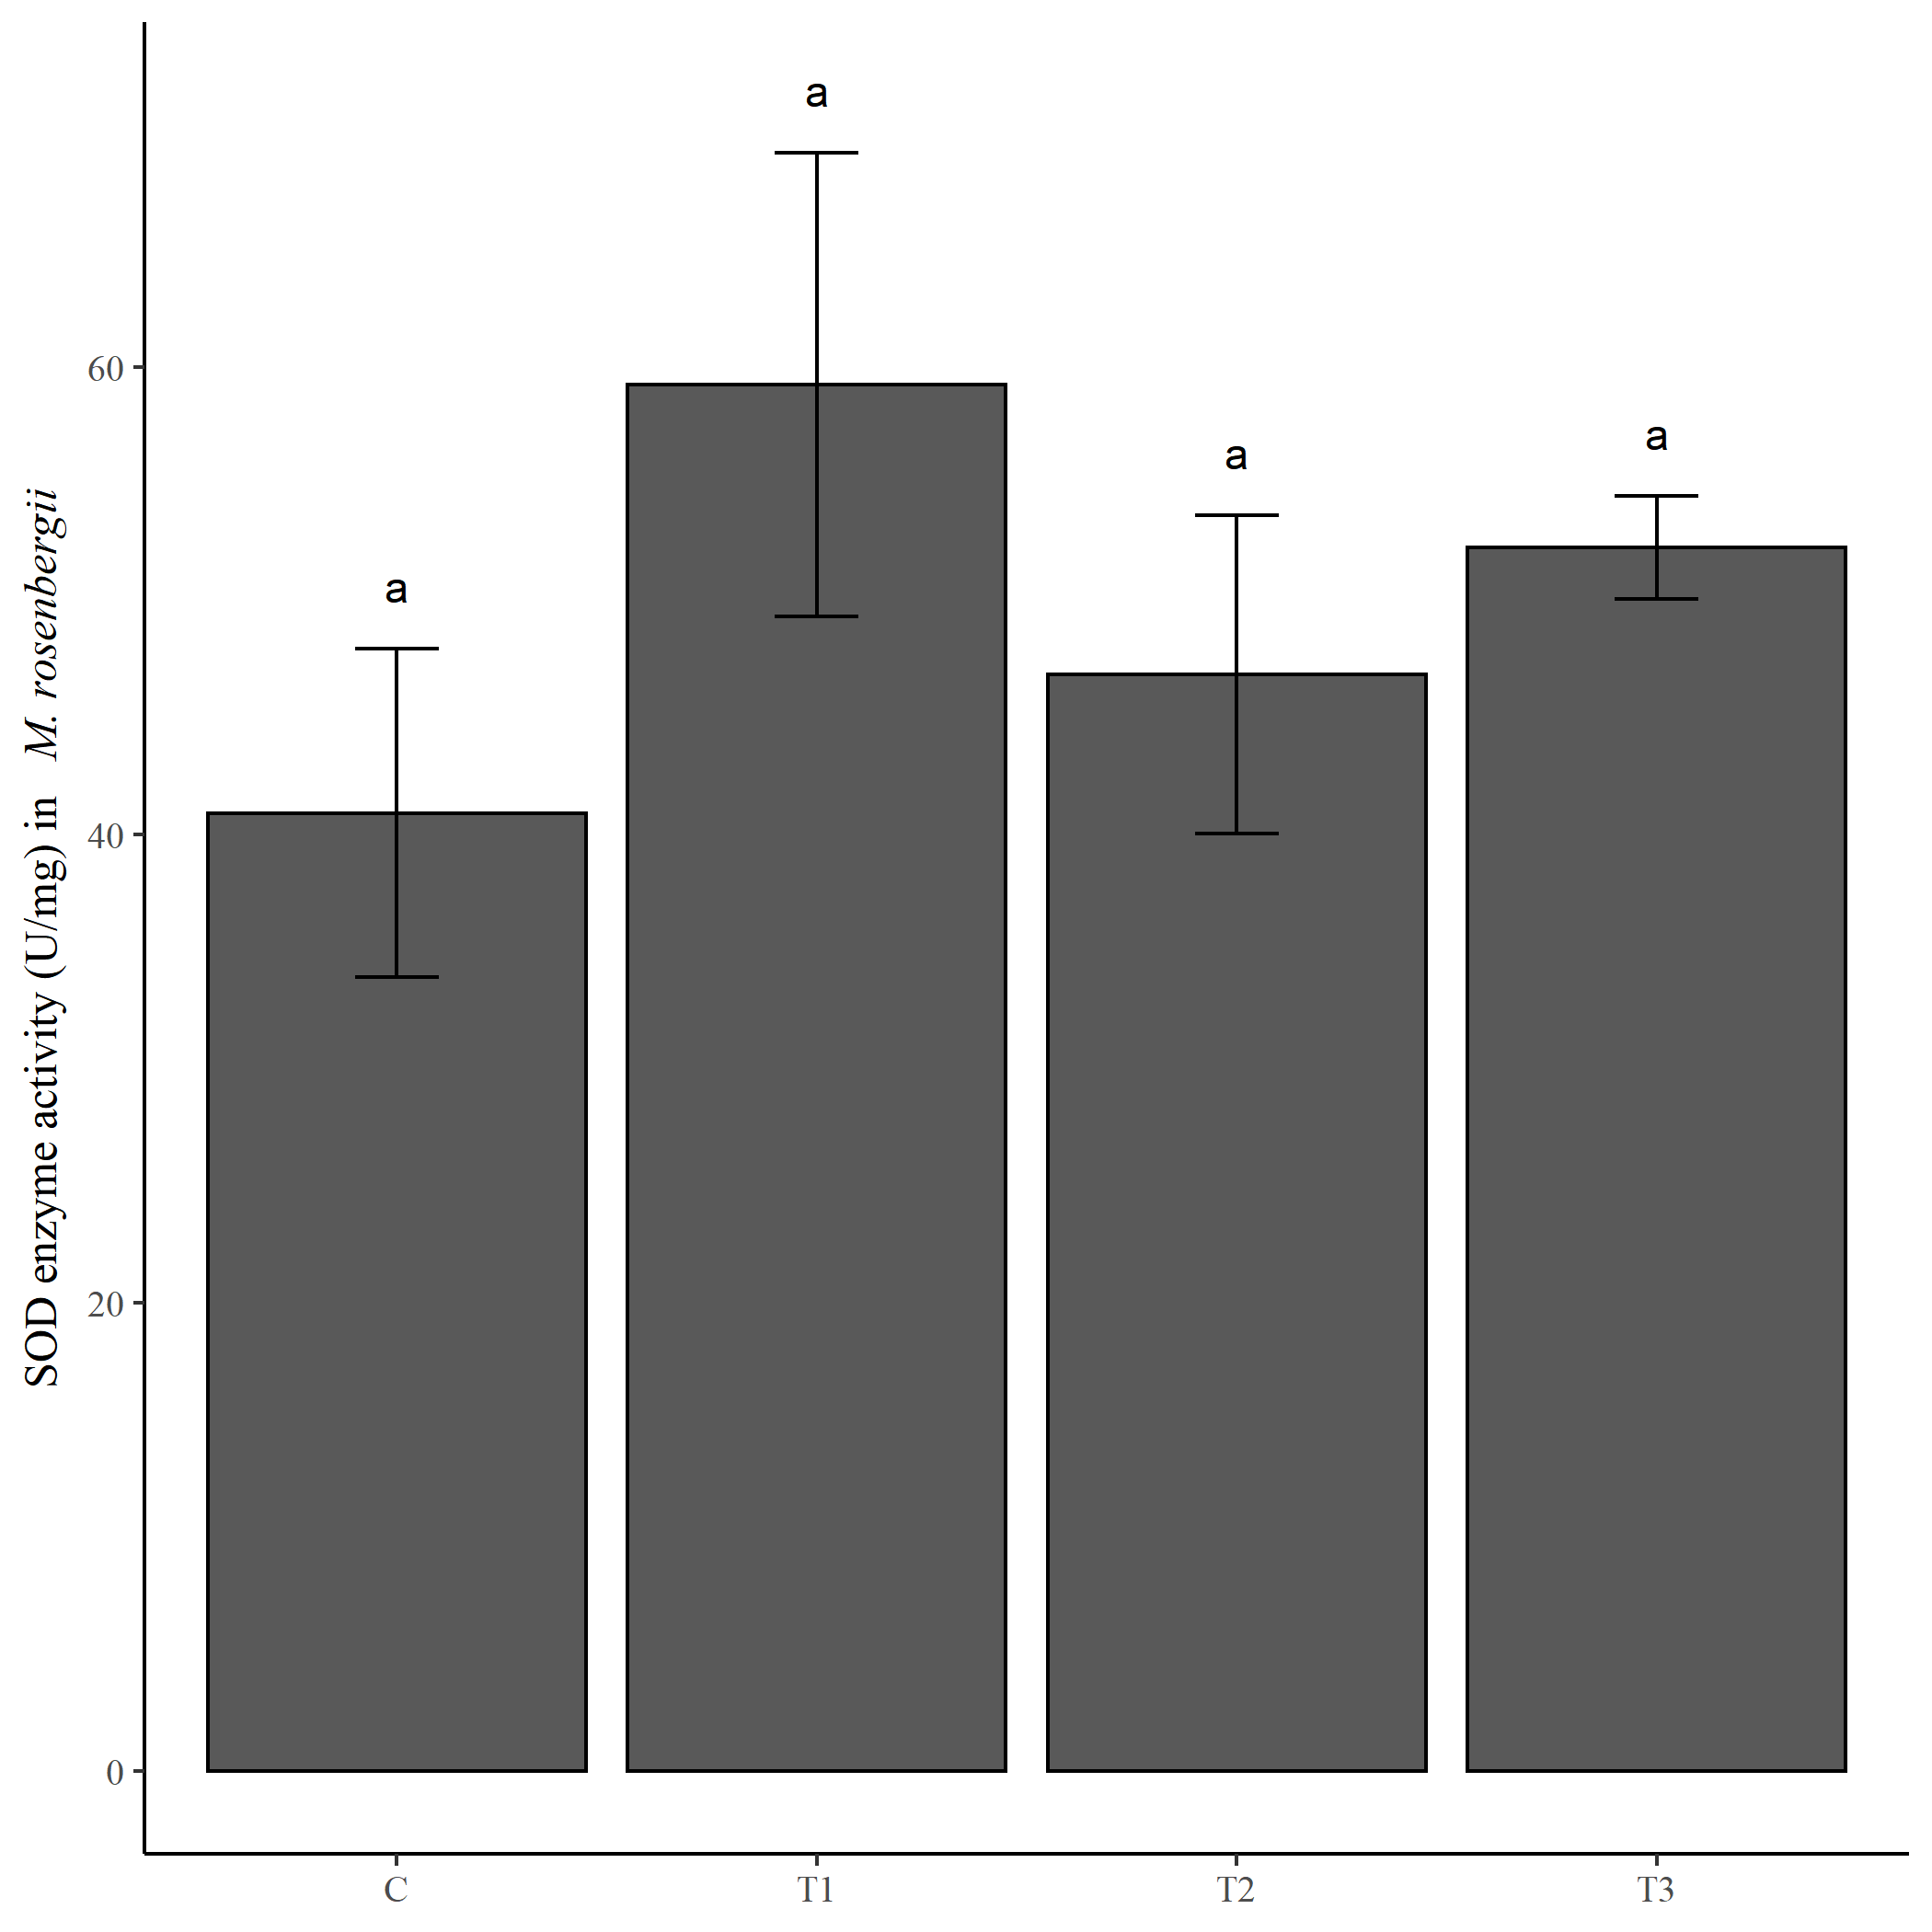 SOD enzyme activity (U/mg) in M. rosenbergii
60
40
20
0
a
a
a
a
C
T1
T2
T3